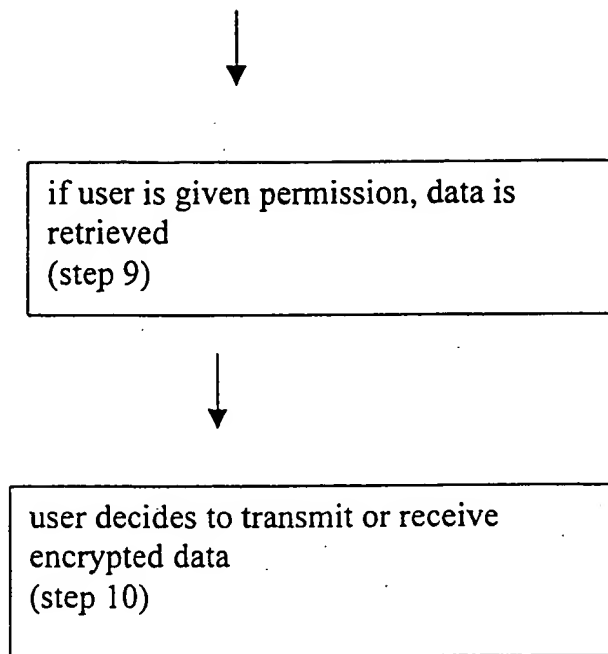 if user is given permission, data is
retrieved
(step 9)
user decides to transmit or receive
encrypted data
(step 10)